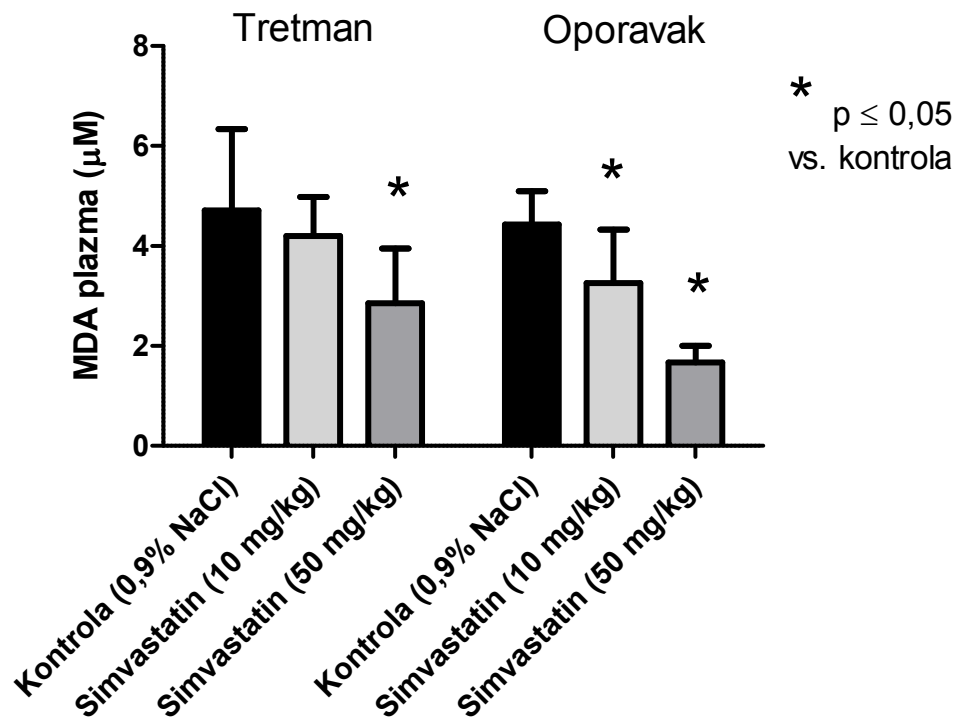 Tretman
Oporavak
*
p ≤ 0,05
vs. kontrola
MDA plazma (μM)
8
6
4
2
0
*
*
*
Kontrola (0,9% NaCl)
Simvastatin (10 mg/kg)
Simvastatin (50 mg/kg)
Kontrola (0,9% NaCl)
Simvastatin (10 mg/kg)
Simvastatin (50 mg/kg)